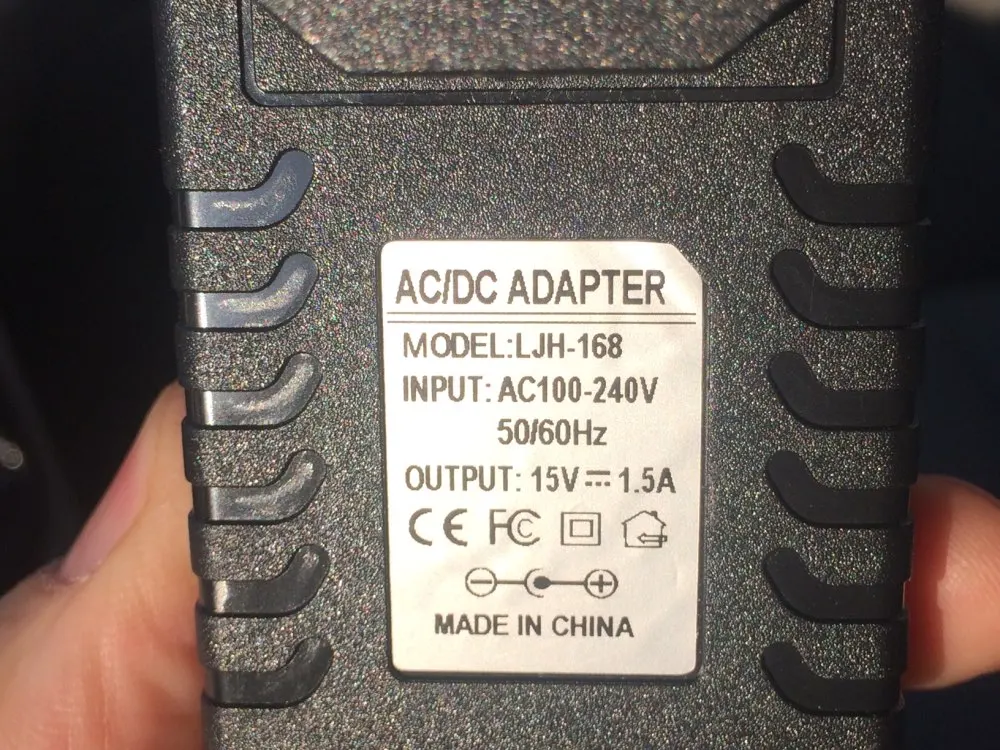 AC/DC ADAPTER
MODEL:LJH-168
INPUT: AC100-240V
50/60Hz
OUTPUT: 15V⎓1.5A
CE FC
MADE IN CHINA